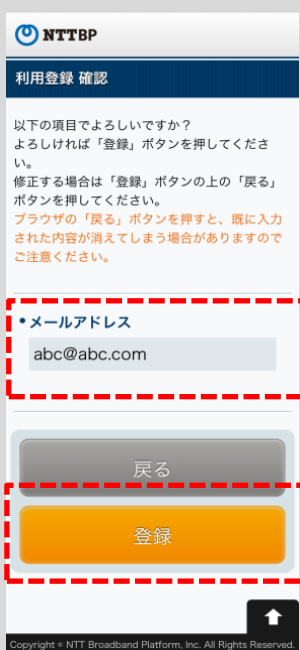 NTTBP
利用登録 確認
以下の項目でよろしいですか？
よろしければ「登録」ボタンを押してくださ
い。
修正する場合は「登録」ボタンの上の「戻る」
ボタンを押してください。
ブラウザの「戻る」ボタンを押すと、既に入力
された内容が消えてしまう場合がありますので
ご注意ください。
•メールアドレス
abc@abc.com
戻る
登録
Copyright © NTT Broadband Platform, Inc. All Rights Reserved.